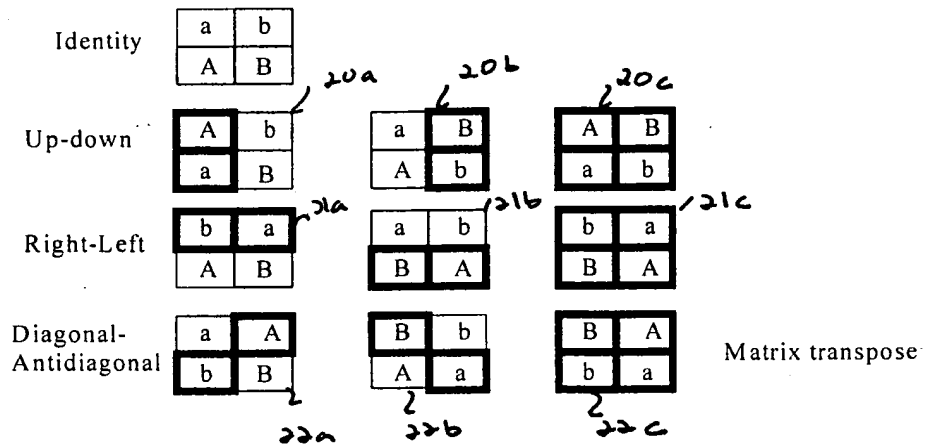 Identity
a b
A B
20a 20b 20c
Up-down
A b a B A B
a B A b a b
21a 21b 21c
Right-Left
b a a b b a
A B B A B A
Diagonal-
Antidiagonal
a A B b B A
b B A a b a
Matrix transpose
22a 22b 22c